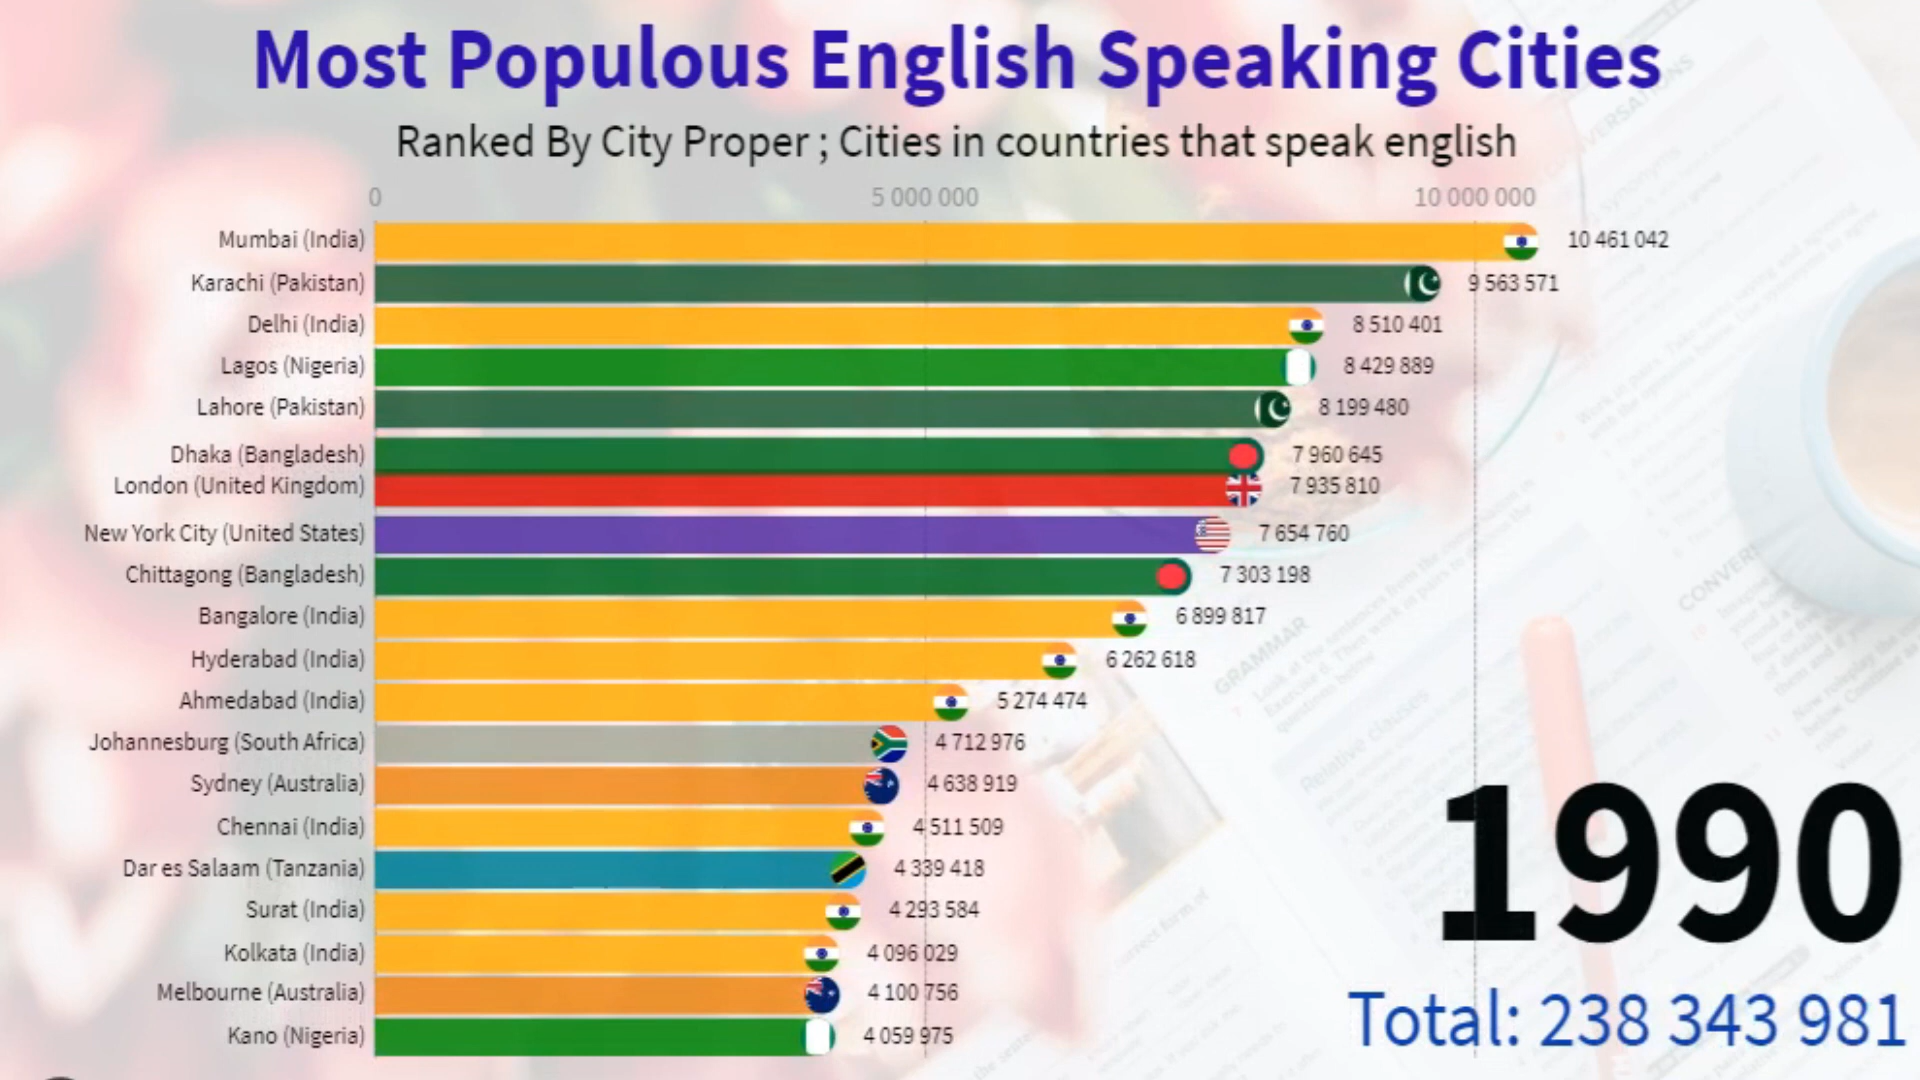 Most Populous English Speaking Cities
Ranked By City Proper ; Cities in countries that speak english
0 5 000 000 10 000 000
Mumbai (India) 10 461 042
Karachi (Pakistan) 9 563 571
Delhi (India) 8 510 401
Lagos (Nigeria) 8 429 889
Lahore (Pakistan) 8 199 480
Dhaka (Bangladesh) 7 960 645
London (United Kingdom) 7 935 810
New York City (United States) 7 654 760
Chittagong (Bangladesh) 7 303 198
Bangalore (India) 6 899 817
Hyderabad (India) 6 262 618
Ahmedabad (India) 5 274 474
Johannesburg (South Africa) 4 712 976
Sydney (Australia) 4 638 919
Chennai (India) 4 511 509
Dar es Salaam (Tanzania) 4 339 418
Surat (India) 4 293 584
Kolkata (India) 4 096 029
Melbourne (Australia) 4 100 756
Kano (Nigeria) 4 059 975
1990
Total: 238 343 981
GRAMMAR
Relative clauses